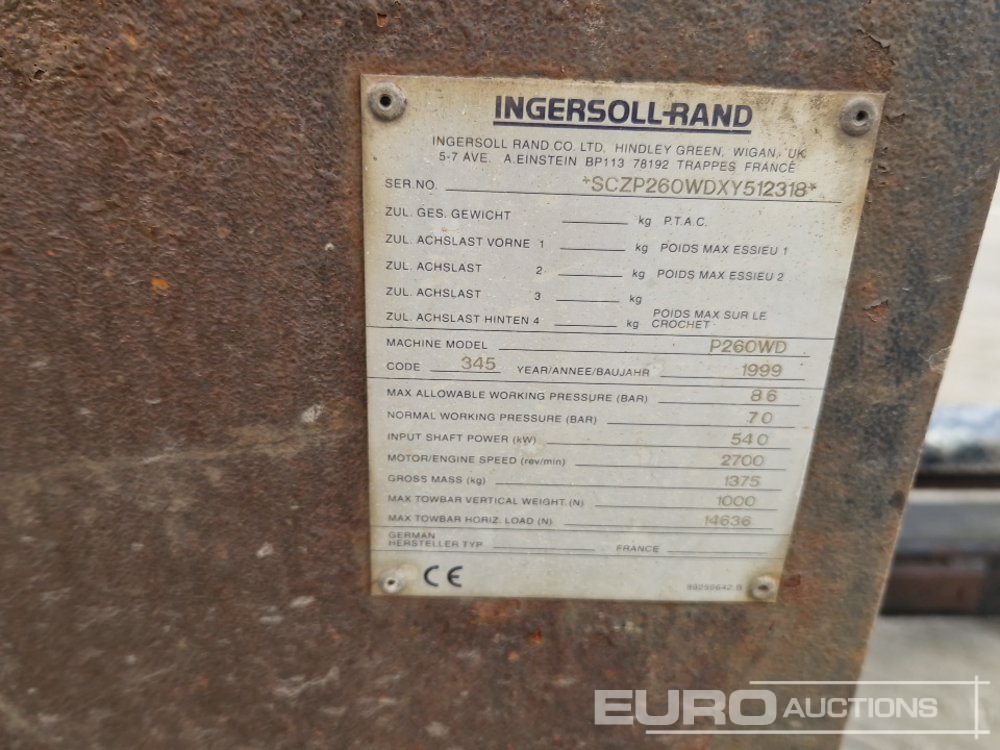 INGERSOLL-RAND
INGERSOLL RAND CO. LTD. HINDLEY GREEN, WIGAN, UK
5-7 AVE. A.EINSTEIN BP113 78192 TRAPPES FRANCE
SER.NO. *SCZP260WDXY512318*
ZUL. GES. GEWICHT kg P.T.A.C.
ZUL. ACHSLAST VORNE 1 kg POIDS MAX ESSIEU 1
ZUL. ACHSLAST 2 kg POIDS MAX ESSIEU 2
ZUL. ACHSLAST 3 kg
ZUL. ACHSLAST HINTEN 4 kg POIDS MAX SUR LE CROCHET
MACHINE MODEL P260WD
CODE 345 YEAR/ANNEE/BAUJAHR 1999
MAX ALLOWABLE WORKING PRESSURE (BAR) 8 6
NORMAL WORKING PRESSURE (BAR) 7 0
INPUT SHAFT POWER (kW) 54 0
MOTOR/ENGINE SPEED (rev/min) 2700
GROSS MASS (kg) 1375
MAX TOWBAR VERTICAL WEIGHT (N) 1000
MAX TOWBAR HORIZ. LOAD (N) 14636
GERMAN
HERSTELLER TYP FRANCE
CE
EURO AUCTIONS